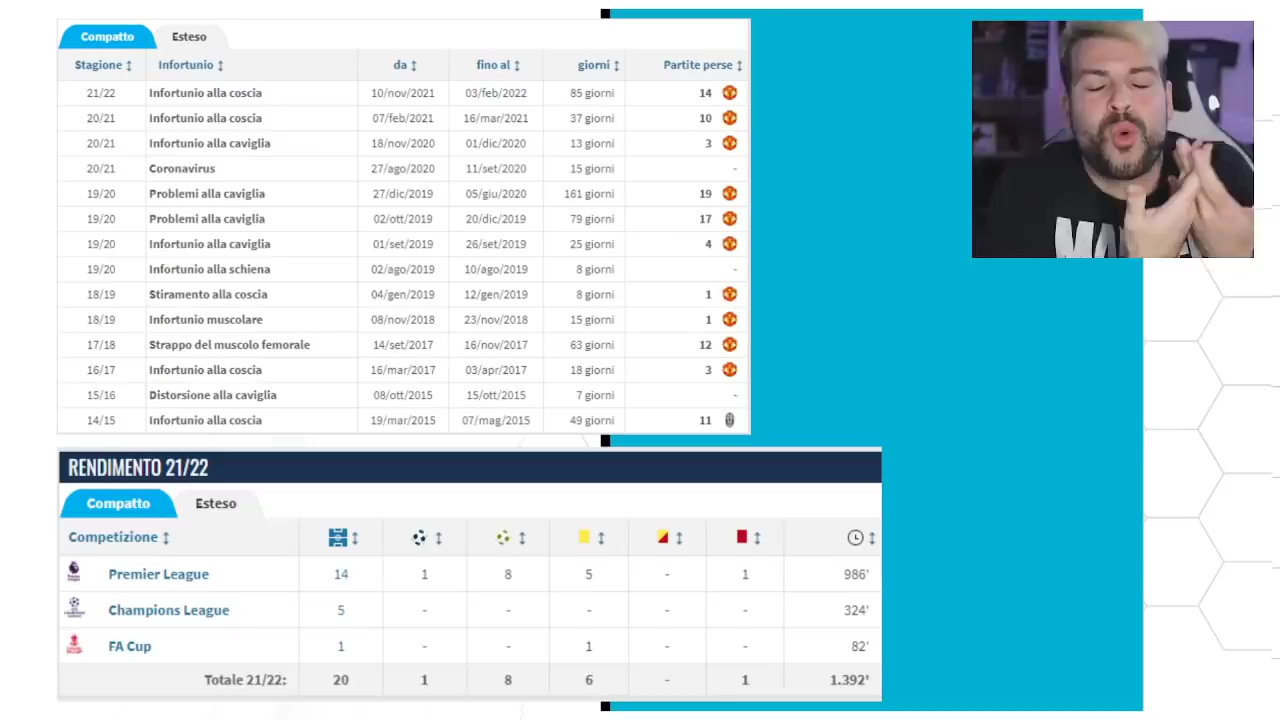 Compatto Esteso
Stagione Infortunio da fino al giorni Partite perse
21/22 Infortunio alla coscia 10/nov/2021 03/feb/2022 85 giorni 14
20/21 Infortunio alla coscia 07/feb/2021 16/mar/2021 37 giorni 10
20/21 Infortunio alla caviglia 18/nov/2020 01/dic/2020 13 giorni 3
20/21 Coronavirus 27/ago/2020 11/set/2020 15 giorni -
19/20 Problemi alla caviglia 27/dic/2019 05/giu/2020 161 giorni 19
19/20 Problemi alla caviglia 02/ott/2019 20/dic/2019 79 giorni 17
19/20 Infortunio alla caviglia 01/set/2019 26/set/2019 25 giorni 4
19/20 Infortunio alla schiena 02/ago/2019 10/ago/2019 8 giorni -
18/19 Stiramento alla coscia 04/gen/2019 12/gen/2019 8 giorni 1
18/19 Infortunio muscolare 08/nov/2018 23/nov/2018 15 giorni 1
17/18 Strappo del muscolo femorale 14/set/2017 16/nov/2017 63 giorni 12
16/17 Infortunio alla coscia 16/mar/2017 03/apr/2017 18 giorni 3
15/16 Distorsione alla caviglia 08/ott/2015 15/ott/2015 7 giorni -
14/15 Infortunio alla coscia 19/mar/2015 07/mag/2015 49 giorni 11
RENDIMENTO 21/22
Compatto Esteso
Competizione
Premier League 14 1 8 5 - 1 986'
Champions League 5 - - - - - 324'
FA Cup 1 - - 1 - - 82'
Totale 21/22: 20 1 8 6 - 1 1.392'